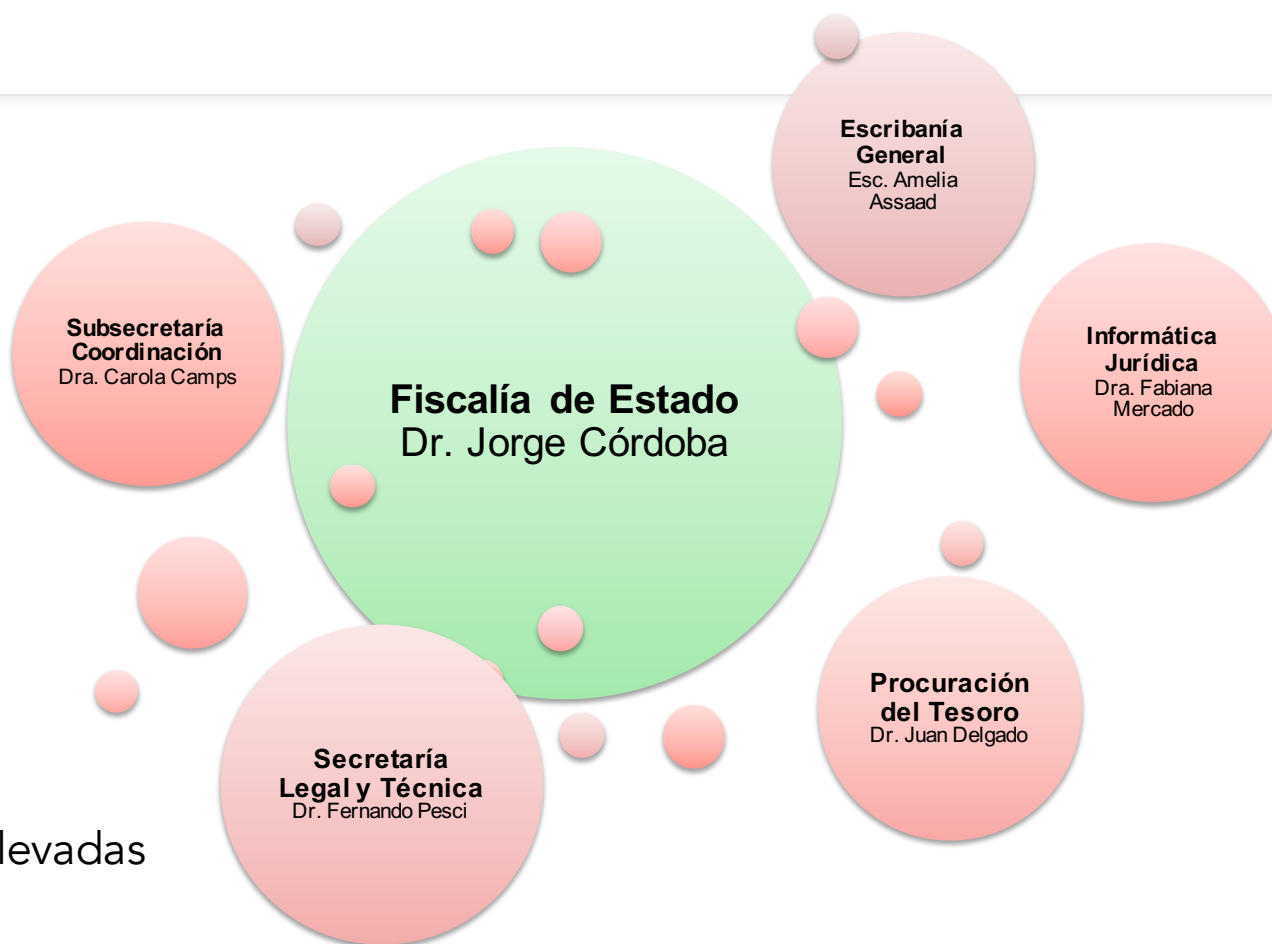 Escribanía
General
Esc. Amelia
Assaad
Subsecretaría
Coordinación
Dra. Carola Camps
Fiscalía de Estado
Dr. Jorge Córdoba
Informática
Jurídica
Dra. Fabiana
Mercado
Procuración
del Tesoro
Dr. Juan Delgado
Secretaría
Legal y Técnica
Dr. Fernando Pesci
levadas